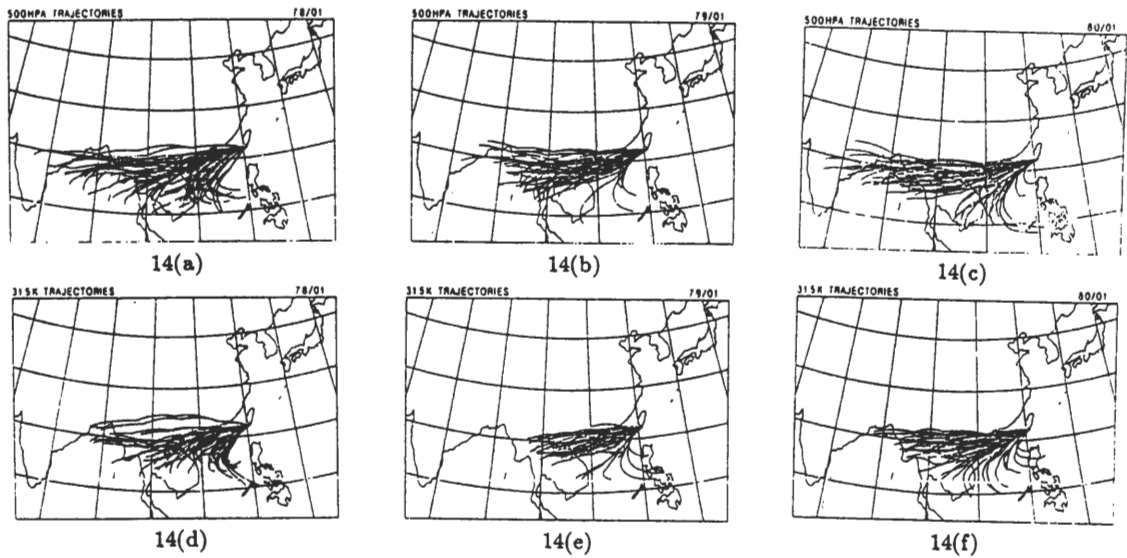 500HPA TRAJECTORIES 78/01
500HPA TRAJECTORIES 79/01
500HPA TRAJECTORIES 80/01
14(a)
14(b)
14(c)
315K TRAJECTORIES 78/01
315K TRAJECTORIES 79/01
315K TRAJECTORIES 80/01
14(d)
14(e)
14(f)